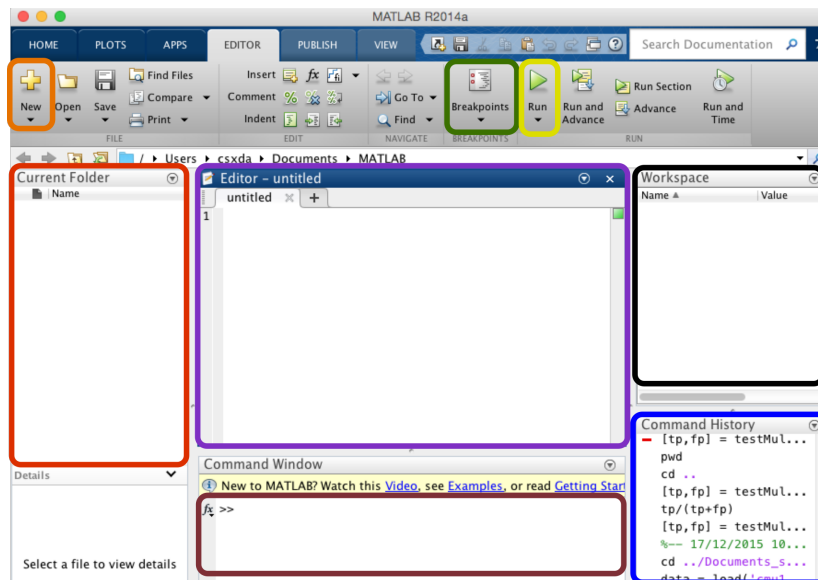 MATLAB R2014a
HOME PLOTS APPS EDITOR PUBLISH VIEW Search Documentation
New Open Save Find Files Compare Print
Insert fx Comment Indent
Go To Find
Breakpoints
Run Run and Advance Run Section Advance Run and Time
FILE EDIT NAVIGATE BREAKPOINTS RUN
/ Users csxda Documents MATLAB
Current Folder
Name
Details
Select a file to view details
Editor – untitled
untitled
1
Command Window
New to MATLAB? Watch this Video, see Examples, or read Getting Start
fx >>
Workspace
Name Value
Command History
[tp,fp] = testMul...
pwd
cd ..
[tp,fp] = testMul...
tp/(tp+fp)
[tp,fp] = testMul...
%-- 17/12/2015 10...
cd ../Documents_s...
data = load('cmu1